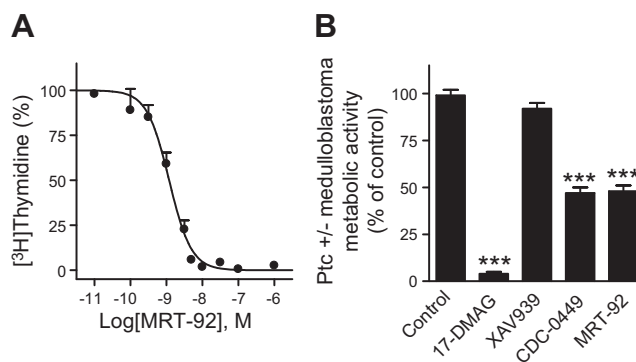 A
[³H]Thymidine (%)
100
75
50
25
0
-11 -10 -9 -8 -7 -6
Log[MRT-92], M
B
Ptc +/- medulloblastoma
metabolic activity
(% of control)
100
75
50
25
0
***
***
***
Control
17-DMAG
XAV939
CDC-0449
MRT-92